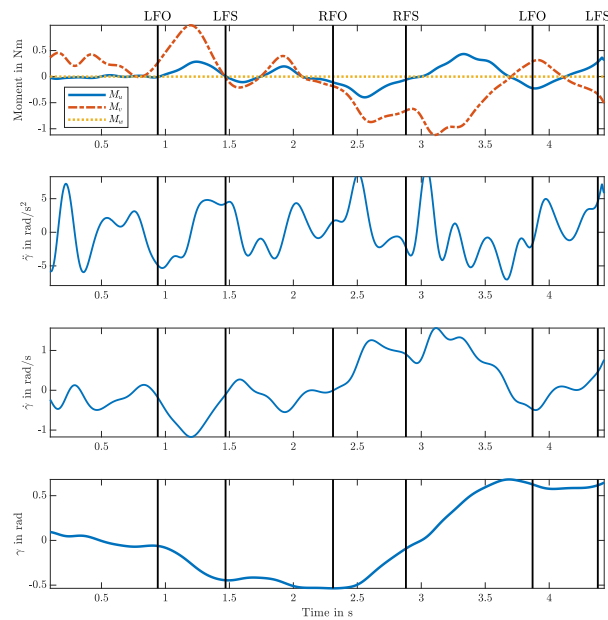 LFO LFS RFO RFS LFO LFS
Moment in Nm
0.5
0
-0.5
-1
M_u
M_v
M_w
0.5 1 1.5 2 2.5 3 3.5 4
γ̈ in rad/s²
5
0
-5
0.5 1 1.5 2 2.5 3 3.5 4
γ̇ in rad/s
1
0
-1
0.5 1 1.5 2 2.5 3 3.5 4
γ in rad
0.5
0
-0.5
0.5 1 1.5 2 2.5 3 3.5 4
Time in s